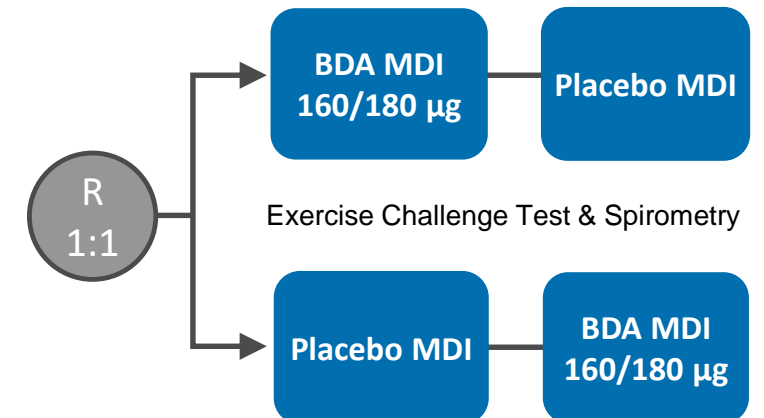 BDA MDI
160/180 µg
Placebo MDI
R
1:1
Exercise Challenge Test & Spirometry
Placebo MDI
BDA MDI
160/180 µg